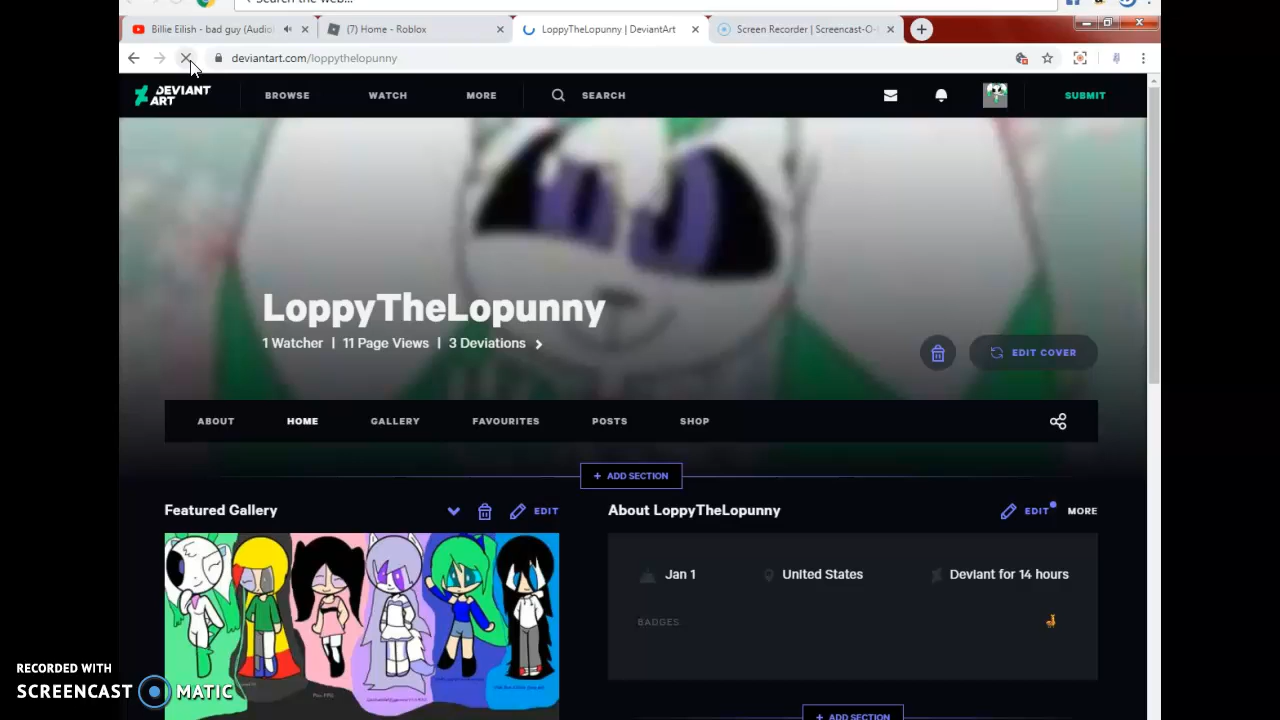 Search the web...
Billie Eilish - bad guy (Audio)
(7) Home - Roblox
LoppyTheLopunny | DeviantArt
Screen Recorder | Screencast-O-
deviantart.com/loppythelopunny
DEVIANT ART
BROWSE
WATCH
MORE
SEARCH
SUBMIT
LoppyTheLopunny
1 Watcher | 11 Page Views | 3 Deviations
EDIT COVER
ABOUT
HOME
GALLERY
FAVOURITES
POSTS
SHOP
+ ADD SECTION
Featured Gallery
EDIT
About LoppyTheLopunny
EDIT
MORE
Jan 1
United States
Deviant for 14 hours
BADGES
+ ADD SECTION
RECORDED WITH
SCREENCAST MATIC